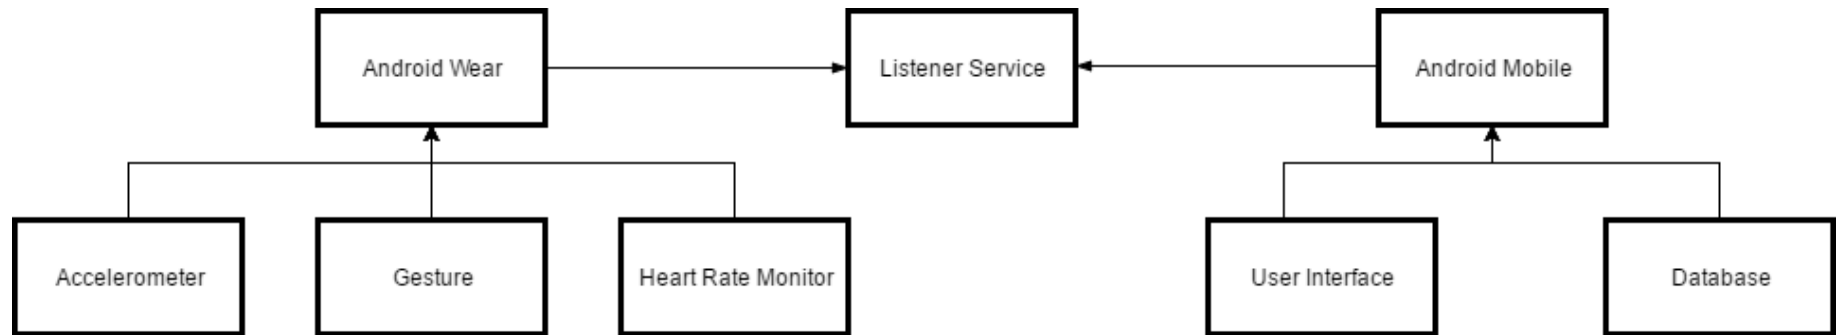 Android Wear
Listener Service
Android Mobile
Accelerometer
Gesture
Heart Rate Monitor
User Interface
Database